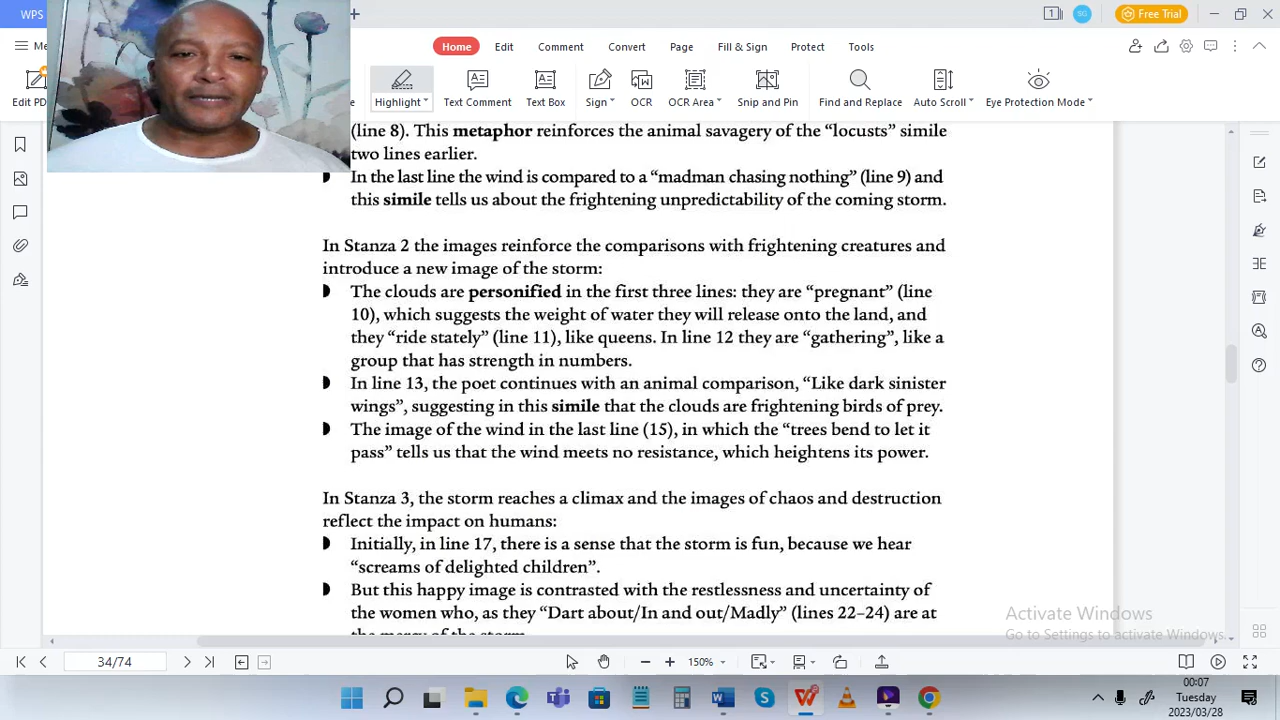 WPS
+
1
SG
Free Trial
Me
Home Edit Comment Convert Page Fill & Sign Protect Tools
Edit PD
Highlight Text Comment Text Box Sign OCR OCR Area Snip and Pin Find and Replace Auto Scroll Eye Protection Mode
(line 8). This metaphor reinforces the animal savagery of the “locusts” simile
two lines earlier.
In the last line the wind is compared to a “madman chasing nothing” (line 9) and
this simile tells us about the frightening unpredictability of the coming storm.
In Stanza 2 the images reinforce the comparisons with frightening creatures and
introduce a new image of the storm:
The clouds are personified in the first three lines: they are “pregnant” (line
10), which suggests the weight of water they will release onto the land, and
they “ride stately” (line 11), like queens. In line 12 they are “gathering”, like a
group that has strength in numbers.
In line 13, the poet continues with an animal comparison, “Like dark sinister
wings”, suggesting in this simile that the clouds are frightening birds of prey.
The image of the wind in the last line (15), in which the “trees bend to let it
pass” tells us that the wind meets no resistance, which heightens its power.
In Stanza 3, the storm reaches a climax and the images of chaos and destruction
reflect the impact on humans:
Initially, in line 17, there is a sense that the storm is fun, because we hear
“screams of delighted children”.
But this happy image is contrasted with the restlessness and uncertainty of
the women who, as they “Dart about/In and out/Madly” (lines 22–24) are at
the mercy of the storm
Activate Windows
Go to Settings to activate Windows.
34/74
150%
00:07
Tuesday
2023/03/28